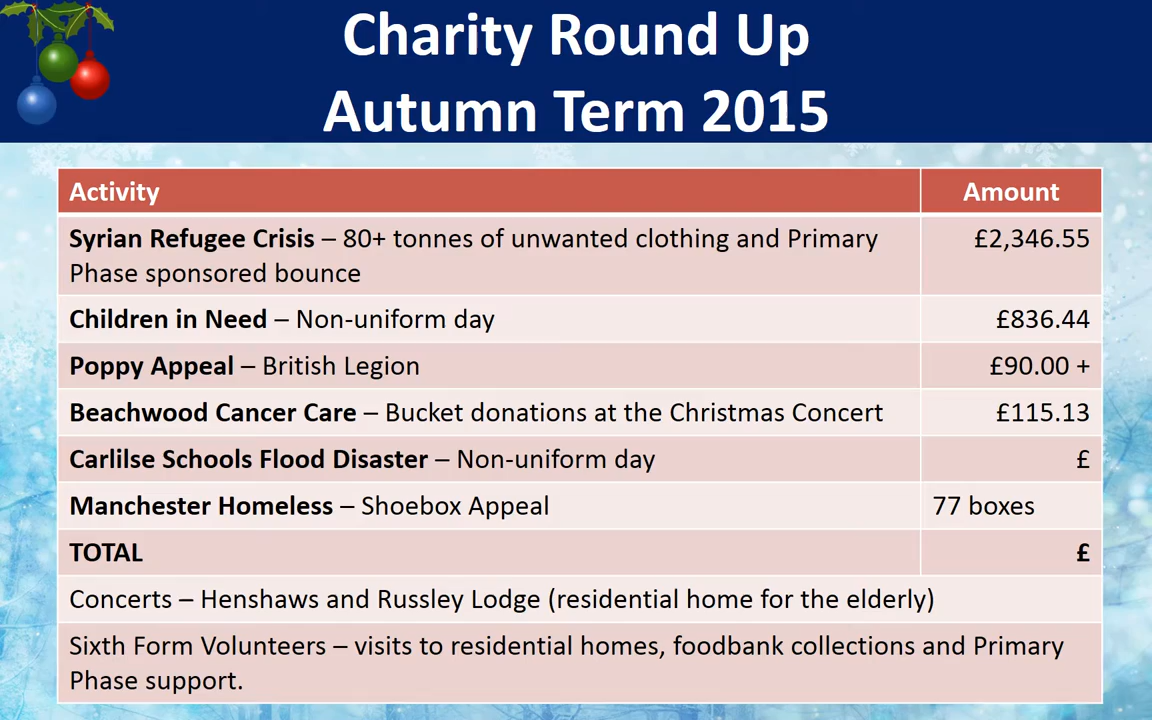 Charity Round Up
Autumn Term 2015
Activity Amount
Syrian Refugee Crisis – 80+ tonnes of unwanted clothing and Primary £2,346.55
Phase sponsored bounce
Children in Need – Non-uniform day £836.44
Poppy Appeal – British Legion £90.00 +
Beachwood Cancer Care – Bucket donations at the Christmas Concert £115.13
Carlilse Schools Flood Disaster – Non-uniform day £
Manchester Homeless – Shoebox Appeal 77 boxes
TOTAL £
Concerts – Henshaws and Russley Lodge (residential home for the elderly)
Sixth Form Volunteers – visits to residential homes, foodbank collections and Primary
Phase support.